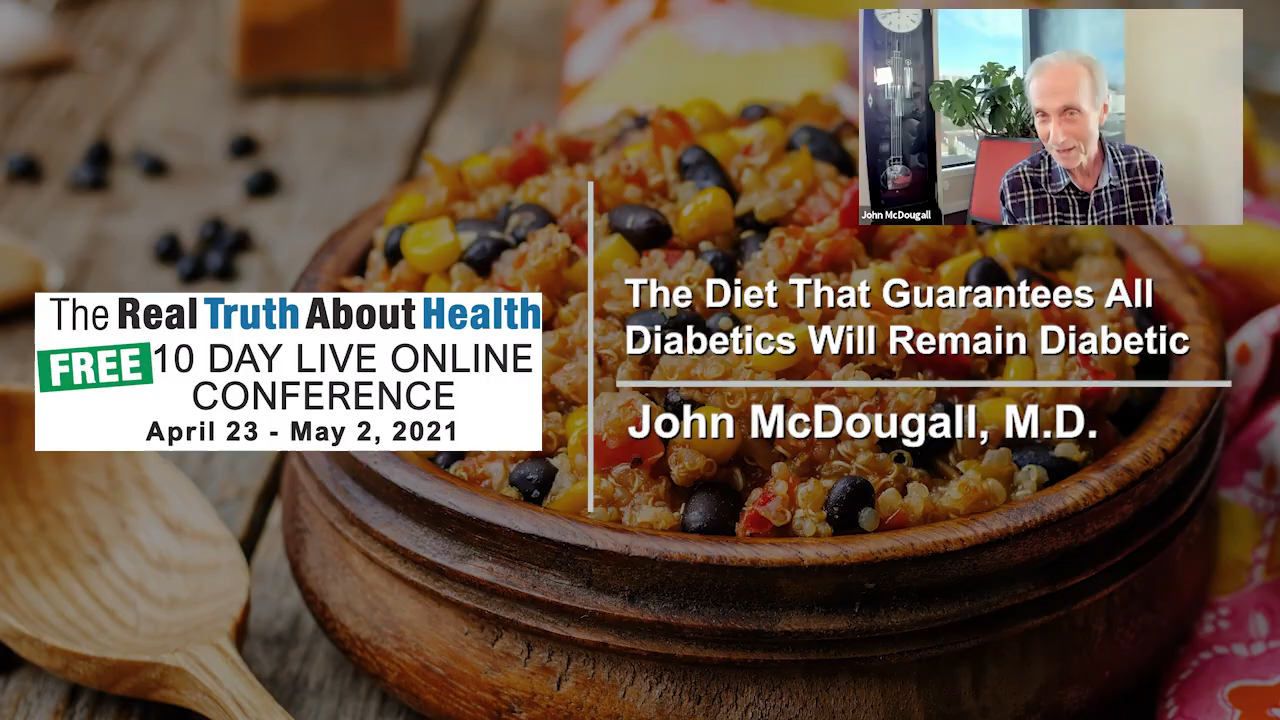 The Real Truth About Health
FREE 10 DAY LIVE ONLINE
CONFERENCE
April 23 - May 2, 2021
John McDougall
The Diet That Guarantees All
Diabetics Will Remain Diabetic
John McDougall, M.D.